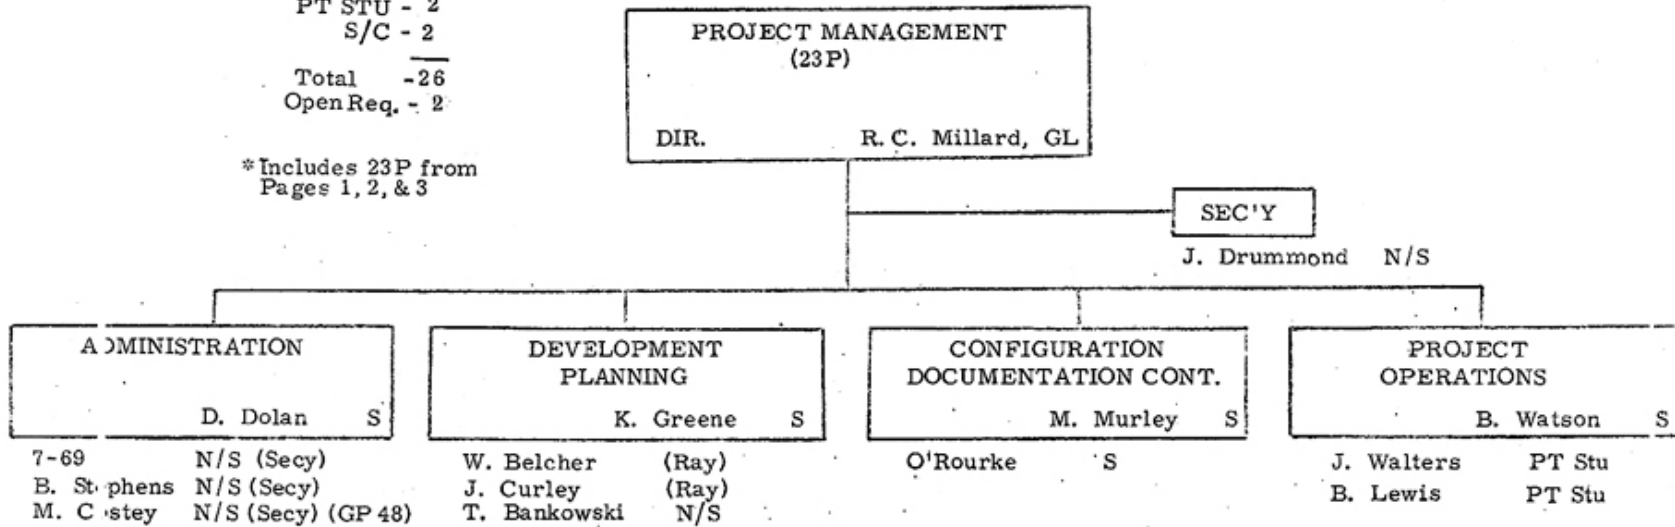 PT STU - 2
S/C - 2
Total -26
Open Req. - 2
*Includes 23P from
Pages 1, 2, & 3
PROJECT MANAGEMENT
(23P)
DIR. R. C. Millard, GL
SEC'Y
J. Drummond N/S
ADMINISTRATION
D. Dolan S
7-69 N/S (Secy)
B. Stephens N/S (Secy)
M. N/S (Secy) (GP 48)
DEVELOPMENT
PLANNING
K. Greene S
W. Belcher (Ray)
J. Curley (Ray)
T. Bankowski N/S
CONFIGURATION
DOCUMENTATION CONT.
M. Murley S
O'Rourke S
PROJECT
OPERATIONS
B. Watson S
J. Walters PT Stu
B. Lewis PT Stu